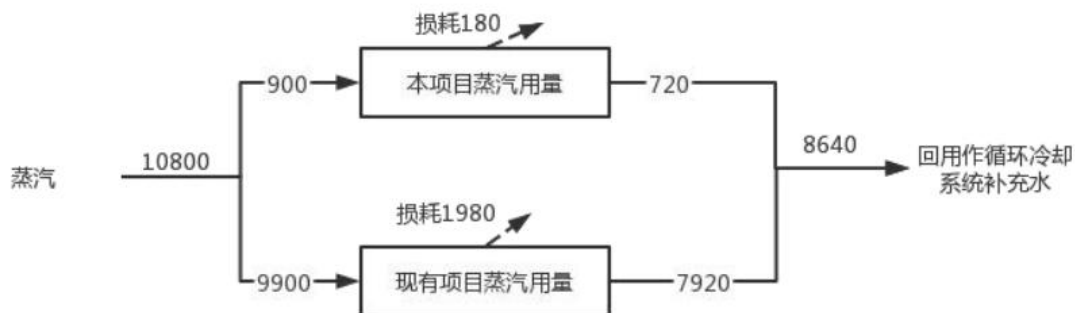 损耗180
900
本项目蒸汽用量
720
蒸汽
10800
8640
回用作循环冷却
系统补充水
损耗1980
9900
现有项目蒸汽用量
7920